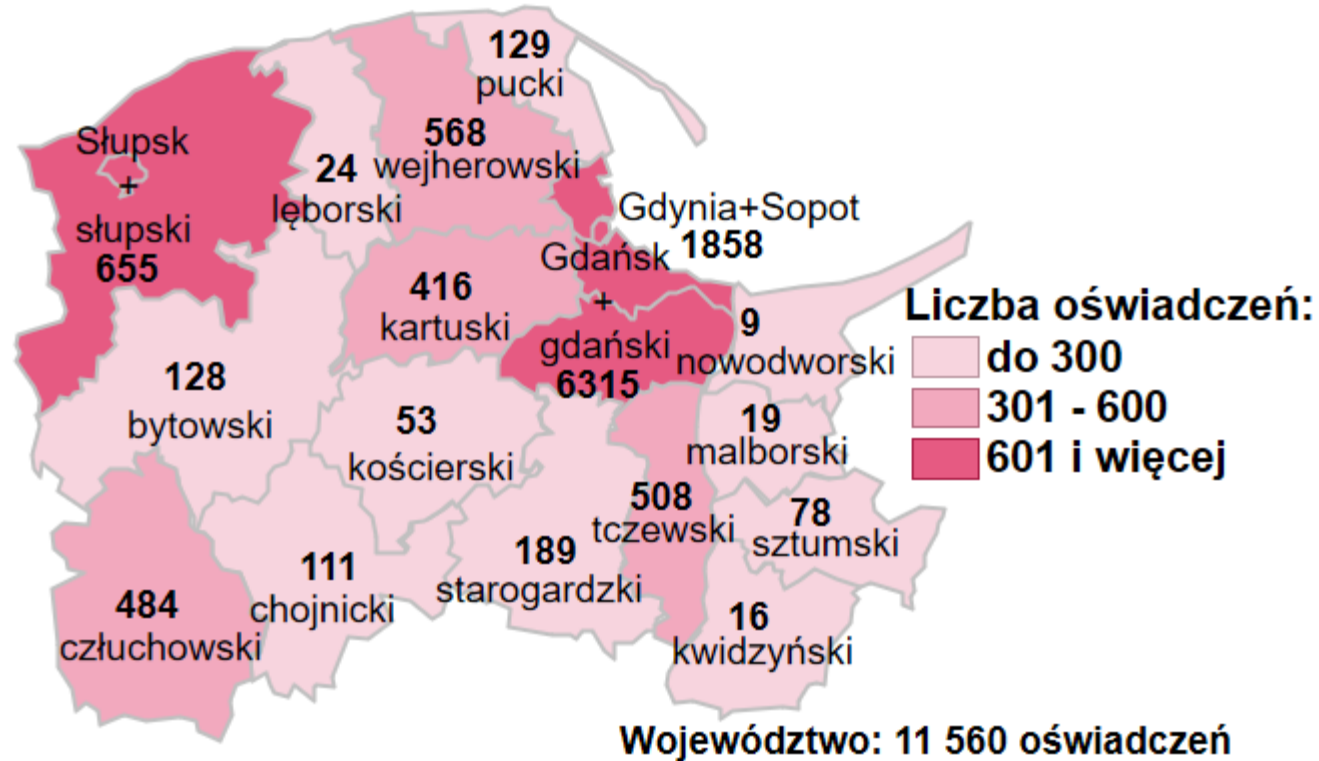 129
pucki
568
wejherowski
Słupsk
+
słupski
655
24
lęborski
Gdynia+Sopot
1858
Gdańsk
+
gdański
6315
416
kartuski
9
nowodworski
128
bytowski
53
kościerski
19
malborski
508
tczewski
78
sztumski
189
starogardzki
111
chojnicki
484
człuchowski
16
kwidzyński
Liczba oświadczeń:
do 300
301 - 600
601 i więcej
Województwo: 11 560 oświadczeń